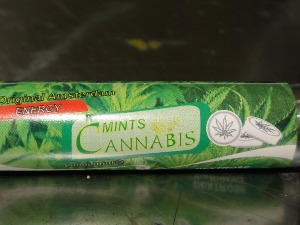 Original Amsterdam
ENERGY
MINTS
CANNABIS